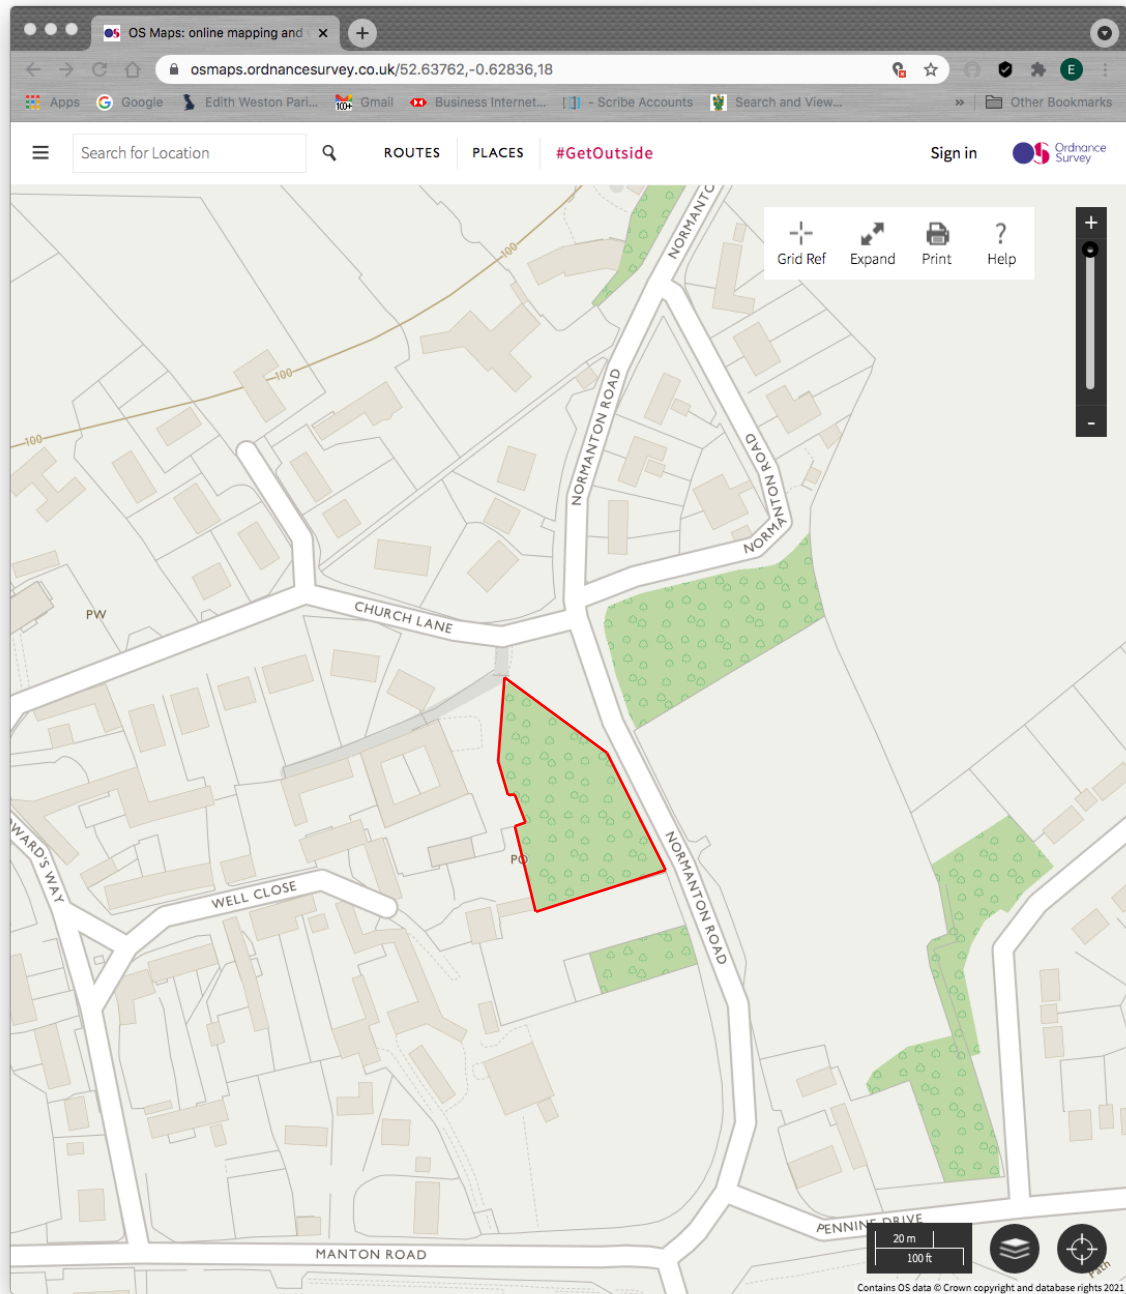 OS Maps: online mapping and
osmaps.ordnancesurvey.co.uk/52.63762,-0.62836,18
E
Apps
Google
Edith Weston Pari...
100+
Gmail
Business Internet...
- Scribe Accounts
Search and View...
»
Other Bookmarks
Search for Location
ROUTES
PLACES
#GetOutside
Sign in
OS
Ordnance
Survey
Grid Ref
Expand
Print
? Help
+
-
NORMANTO
100
100
100
NORMANTON ROAD
NORMANTON ROAD
NORMA
PW
CHURCH LANE
WARD'S WAY
PO
WELL CLOSE
NORMANTON ROAD
MANTON ROAD
PENNINE DRIVE
20 m
100 ft
Path
Contains OS data © Crown copyright and database rights 2021